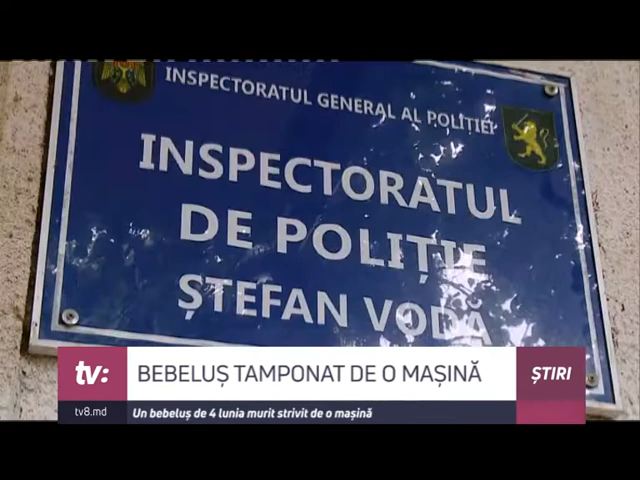 INSPECTORATUL GENERAL AL POLIȚIEI
INSPECTORATUL
DE POLIȚIE
ȘTEFAN VODĂ
tv:
BEBELUȘ TAMPONAT DE O MAȘINĂ
ȘTIRI
tv8.md
Un bebeluș de 4 lunia murit strivit de o mașină